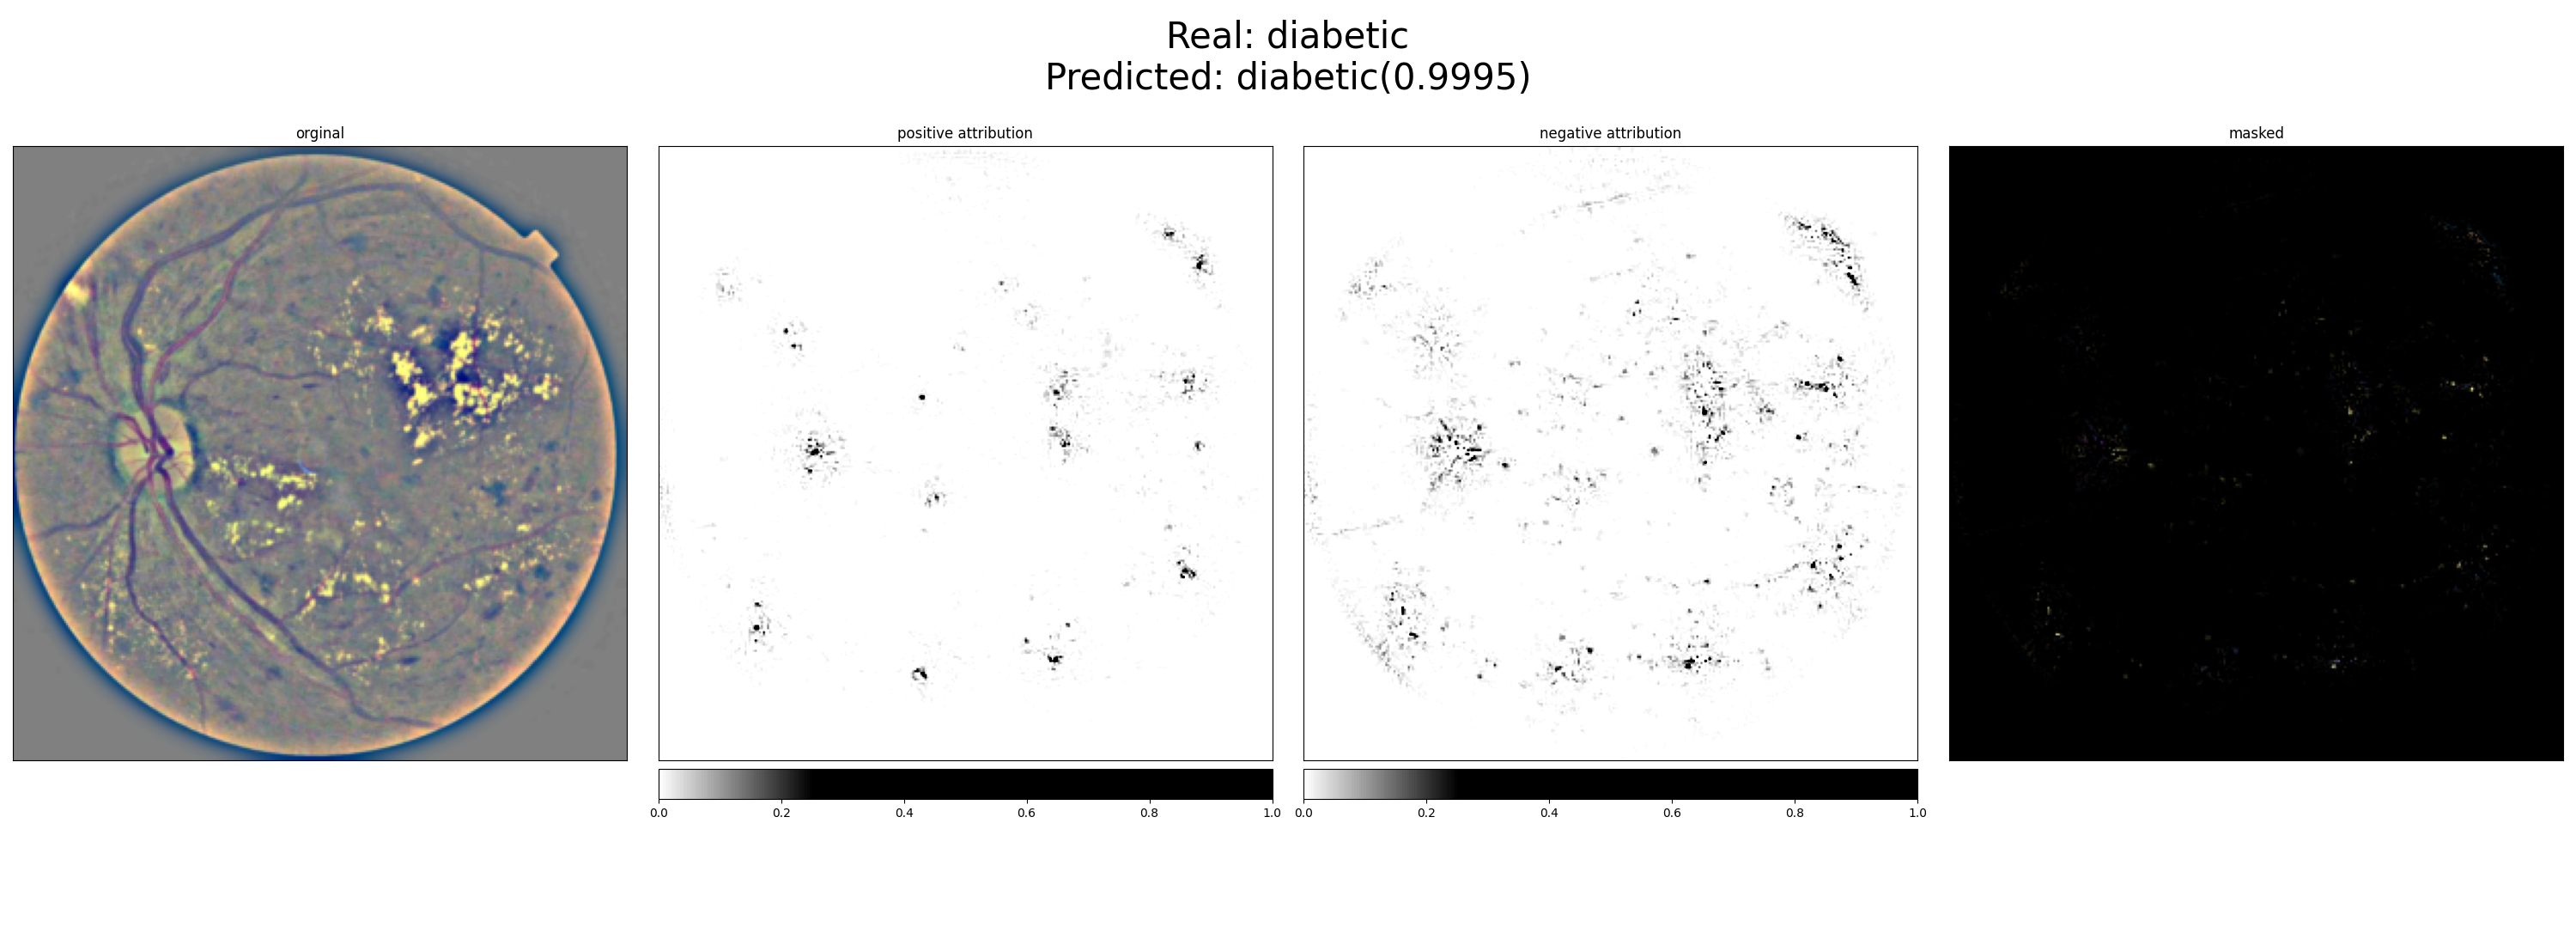 Real: diabetic
Predicted: diabetic(0.9995)
orginal
positive attribution
negative attribution
masked
0.0 0.2 0.4 0.6 0.8 1.0
0.0 0.2 0.4 0.6 0.8 1.0